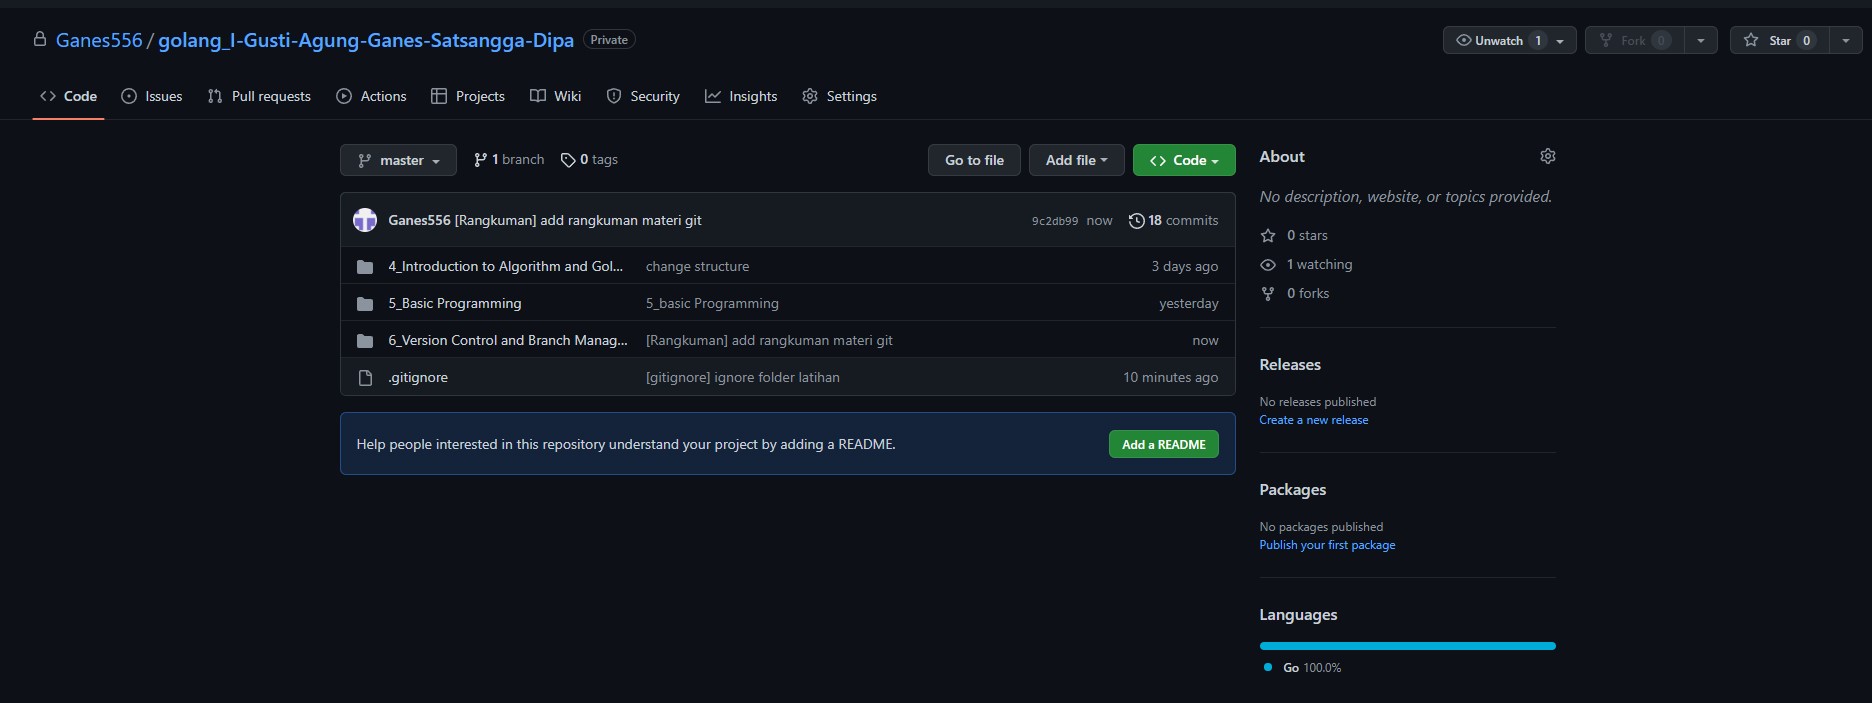 Ganes556 / golang_I-Gusti-Agung-Ganes-Satsangga-Dipa Private
Unwatch 1 Fork 0 Star 0
Code Issues Pull requests Actions Projects Wiki Security Insights Settings
master 1 branch 0 tags Go to file Add file Code
Ganes556 [Rangkuman] add rangkuman materi git 9c2db99 now 18 commits
4_Introduction to Algorithm and Gol... change structure 3 days ago
5_Basic Programming 5_basic Programming yesterday
6_Version Control and Branch Manag... [Rangkuman] add rangkuman materi git now
.gitignore [gitignore] ignore folder latihan 10 minutes ago
Help people interested in this repository understand your project by adding a README. Add a README
About
No description, website, or topics provided.
0 stars
1 watching
0 forks
Releases
No releases published
Create a new release
Packages
No packages published
Publish your first package
Languages
Go 100.0%